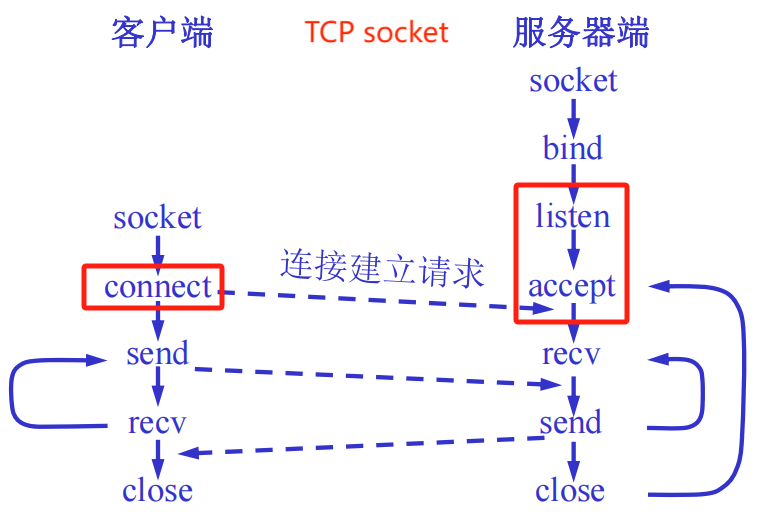 客户端 TCP socket 服务器端
socket
bind
socket
listen
连接建立请求
connect
accept
send
recv
recv
send
close
close